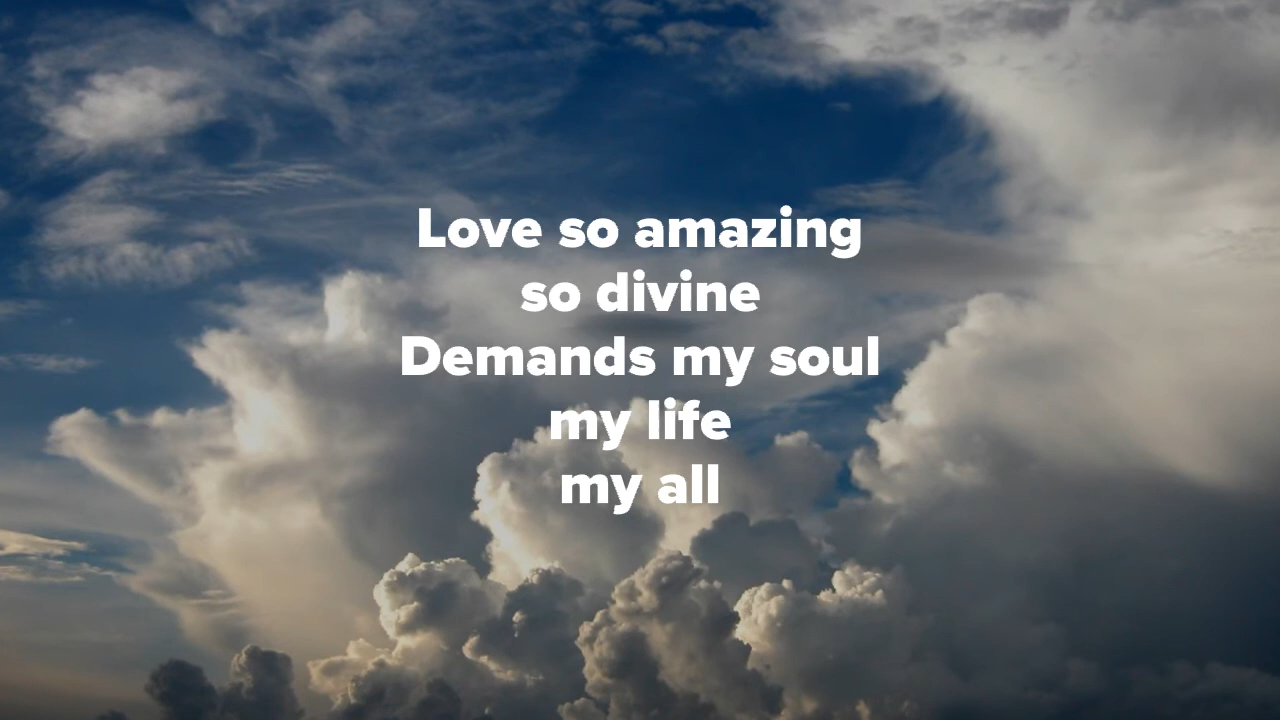 Love so amazing
so divine
Demands my soul
my life
my all